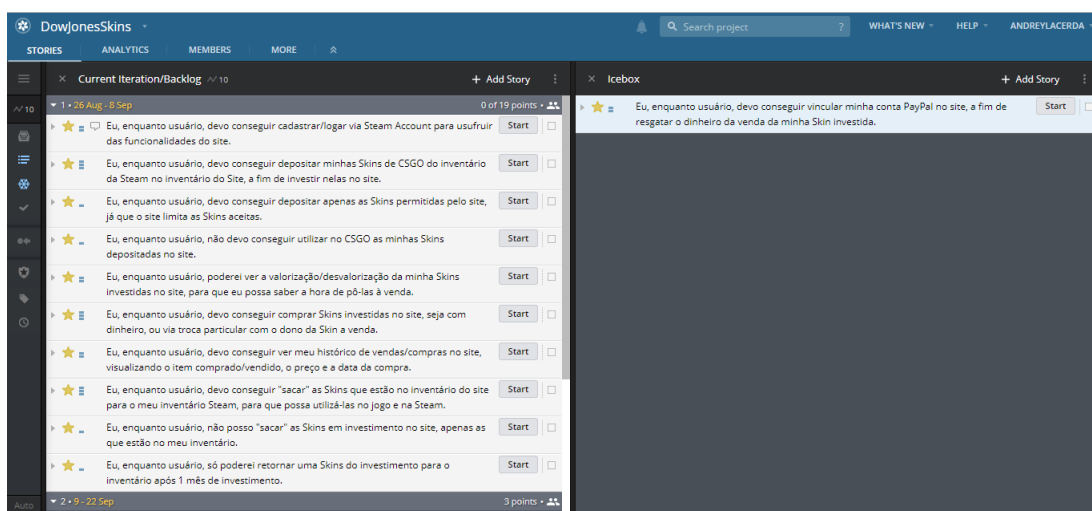 DowJonesSkins
Search project
?
WHAT'S NEW
HELP
ANDREYLACERDA
STORIES
ANALYTICS
MEMBERS
MORE
× Current Iteration/Backlog 10
+ Add Story
× Icebox
+ Add Story
10
1 • 26 Aug - 8 Sep
0 of 19 points •
Eu, enquanto usuário, devo conseguir cadastrar/logar via Steam Account para usufruir
das funcionalidades do site.
Start
Eu, enquanto usuário, devo conseguir depositar minhas Skins de CSGO do inventário
da Steam no inventário do Site, a fim de investir nelas no site.
Start
Eu, enquanto usuário, devo conseguir depositar apenas as Skins permitidas pelo site,
já que o site limita as Skins aceitas.
Start
Eu, enquanto usuário, não devo conseguir utilizar no CSGO as minhas Skins
depositadas no site.
Start
Eu, enquanto usuário, poderei ver a valorização/desvalorização da minha Skins
investidas no site, para que eu possa saber a hora de pô-las à venda.
Start
Eu, enquanto usuário, devo conseguir comprar Skins investidas no site, seja com
dinheiro, ou via troca particular com o dono da Skin a venda.
Start
Eu, enquanto usuário, devo conseguir ver meu histórico de vendas/compras no site,
visualizando o item comprado/vendido, o preço e a data da compra.
Start
Eu, enquanto usuário, devo conseguir "sacar" as Skins que estão no inventário do site
para o meu inventário Steam, para que possa utilizá-las no jogo e na Steam.
Start
Eu, enquanto usuário, não posso "sacar" as Skins em investimento no site, apenas as
que estão no meu inventário.
Start
Eu, enquanto usuário, só poderei retornar uma Skins do investimento para o
inventário após 1 mês de investimento.
Start
2 • 9 - 22 Sep
3 points •
Auto
Eu, enquanto usuário, devo conseguir vincular minha conta PayPal no site, a fim de
resgatar o dinheiro da venda da minha Skin investida.
Start